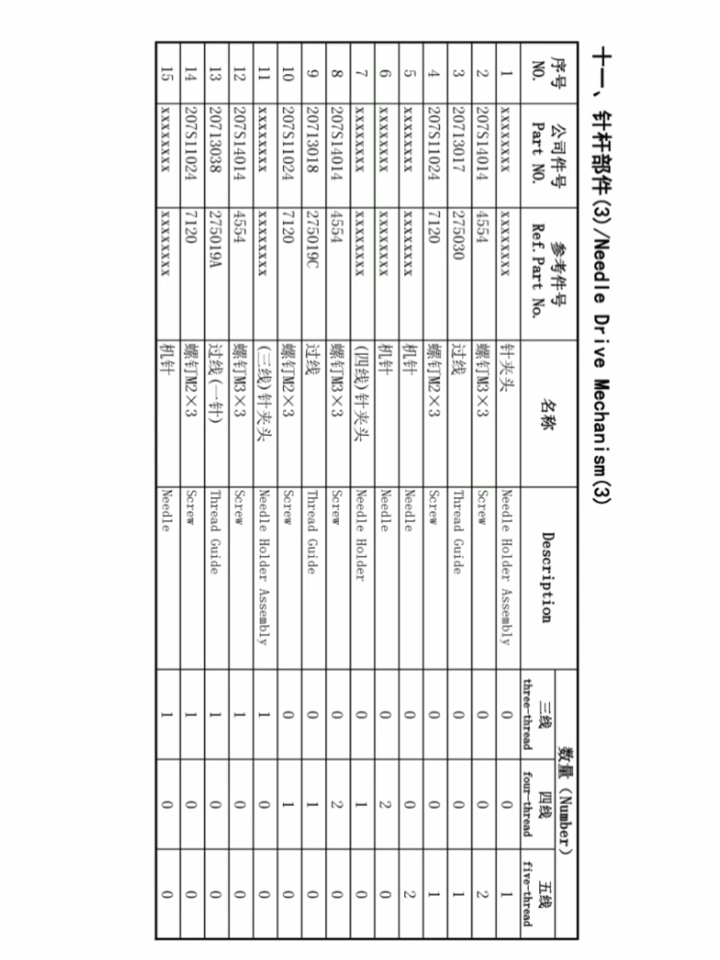 十一、针杆部件(3)/Needle Drive Mechanism(3)
序号 NO. 公司件号 Part NO. 参考件号 Ref.Part No. 名称 Description 数量(Number)
三线 three-thread 四线 four-thread 五线 five-thread
1 xxxxxxxx xxxxxxxx 针夹头 Needle Holder Assembly 0 0 1
2 207S14014 4554 螺钉M3×3 Screw 0 0 2
3 20713017 275030 过线 Thread Guide 0 0 1
4 207S11024 7120 螺钉M2×3 Screw 0 0 1
5 xxxxxxxx xxxxxxxx 机针 Needle 0 0 2
6 xxxxxxxx xxxxxxxx 机针 Needle 0 2 0
7 xxxxxxxx xxxxxxxx (四线)针夹头 Needle Holder 0 1 0
8 207S14014 4554 螺钉M3×3 Screw 0 2 0
9 20713018 275019C 过线 Thread Guide 0 1 0
10 207S11024 7120 螺钉M2×3 Screw 0 1 0
11 xxxxxxxx xxxxxxxx (三线)针夹头 Needle Holder Assembly 1 0 0
12 207S14014 4554 螺钉M3×3 Screw 1 0 0
13 20713038 275019A 过线(一针) Thread Guide 1 0 0
14 207S11024 7120 螺钉M2×3 Screw 1 0 0
15 xxxxxxxx xxxxxxxx 机针 Needle 1 0 0